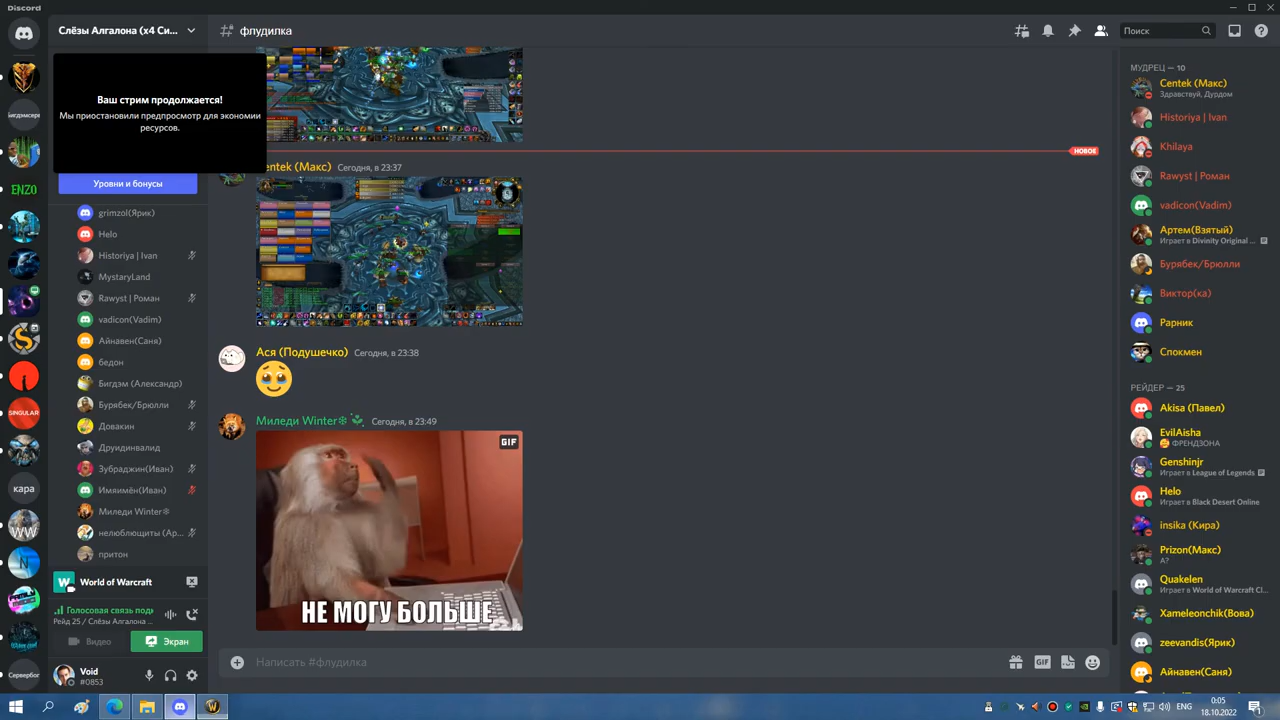 Discord
Слёзы Алгалона (x4 Си...
флудилка
Поиск
Ваш стрим продолжается!
Мы приостановили предпросмотр для экономии
ресурсов.
Уровни и бонусы
grimzol(Ярик)
Helo
Historiya | Ivan
MystaryLand
Rawyst | Роман
vadicon(Vadim)
Айнавен(Саня)
бедон
Бигдэм (Александр)
Бурябек/Брюлли
Довакин
Друидинвалид
Зубраджин(Иван)
Имяимён(Иван)
Миледи Winter❄
нелюблющиты (Ар...
притон
World of Warcraft
Голосовая связь подк
Рейд 25 / Слёзы Алгалона ...
Видео
Экран
Void
#0853
ENZO
SINGULAR
кара
WW
Сервербог
НОВОЕ
entek (Макс) Сегодня, в 23:37
Ася (Подушечко) Сегодня, в 23:38
Миледи Winter❄ Сегодня, в 23:49
GIF
НЕ МОГУ БОЛЬШЕ
Написать #флудилка
GIF
МУДРЕЦ — 10
Centek (Макс)
Здравствуй, Дурдом
Historiya | Ivan
Khilaya
Rawyst | Роман
vadicon(Vadim)
Артем(Взятый)
Играет в Divinity Original ...
Бурябек/Брюлли
Виктор(ка)
Рарник
Спокмен
РЕЙДЕР — 25
Akisa (Павел)
EvilAisha
ФРЕНДЗОНА
Genshinjr
Играет в League of Legends
Helo
Играет в Black Desert Online
insika (Кира)
Prizon(Макс)
А?
Quakelen
Играет в World of Warcraft Cl...
Xameleonchik(Вова)
zeevandis(Ярик)
Айнавен(Саня)
ENG
0:05
18.10.2022